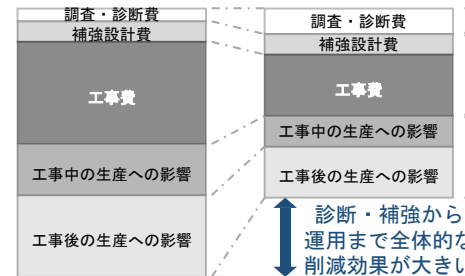 調査・診断費
補強設計費
工事費
工事中の生産への影響
工事後の生産への影響
調査・診断費
補強設計費
工事費
工事中の生産への影響
工事後の生産への影響
診断・補強から
運用まで全体的な
削減効果が大きい